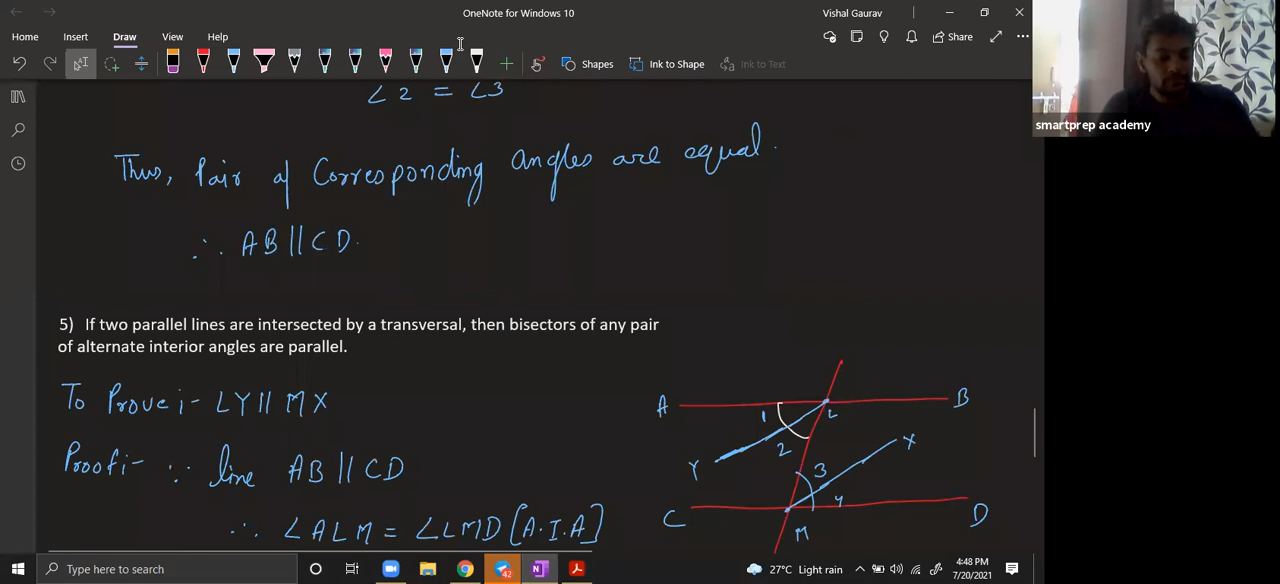 OneNote for Windows 10
Vishal Gaurav
Home Insert Draw View Help
Share
Shapes Ink to Shape Ink to Text
smartprep academy
∠2 = ∠3
Thus, Pair of Corresponding angles are equal.
∴ AB || CD.
5) If two parallel lines are intersected by a transversal, then bisectors of any pair
of alternate interior angles are parallel.
To Prove :- LY || MX
Proof :- ∵ line AB || CD
∴ ∠ALM = ∠LMD [A.I.A]
A B
1 L
2
Y X
3
4
C D
M
Type here to search
42
27°C Light rain
4:48 PM
7/20/2021